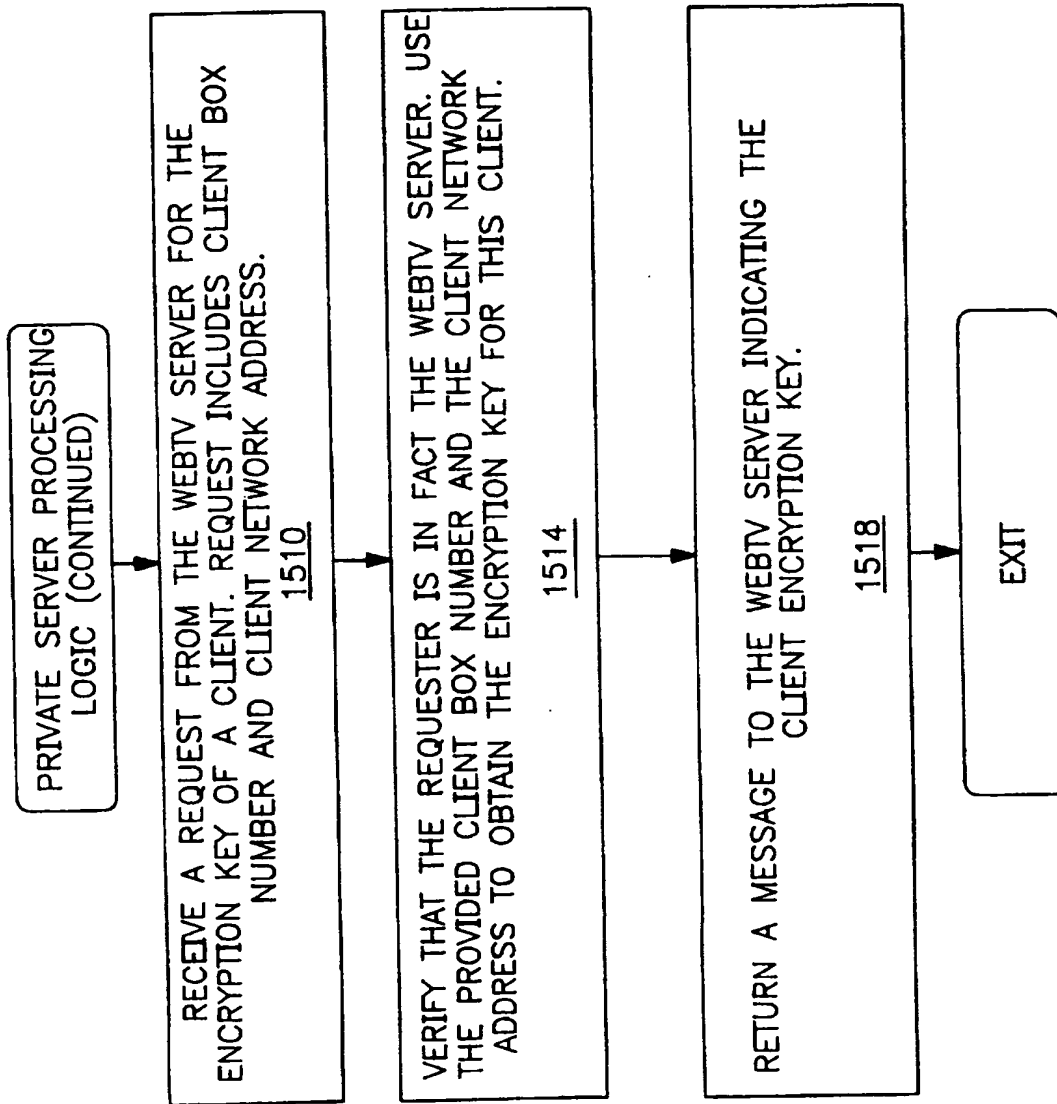 PRIVATE SERVER PROCESSING
LOGIC (CONTINUED)
RECEIVE A REQUEST FROM THE WEBTV SERVER FOR THE
ENCRYPTION KEY OF A CLIENT. REQUEST INCLUDES CLIENT BOX
NUMBER AND CLIENT NETWORK ADDRESS.
1510
VERIFY THAT THE REQUESTER IS IN FACT THE WEBTV SERVER. USE
THE PROVIDED CLIENT BOX NUMBER AND THE CLIENT NETWORK
ADDRESS TO OBTAIN THE ENCRYPTION KEY FOR THIS CLIENT.
1514
RETURN A MESSAGE TO THE WEBTV SERVER INDICATING THE
CLIENT ENCRYPTION KEY.
1518
EXIT